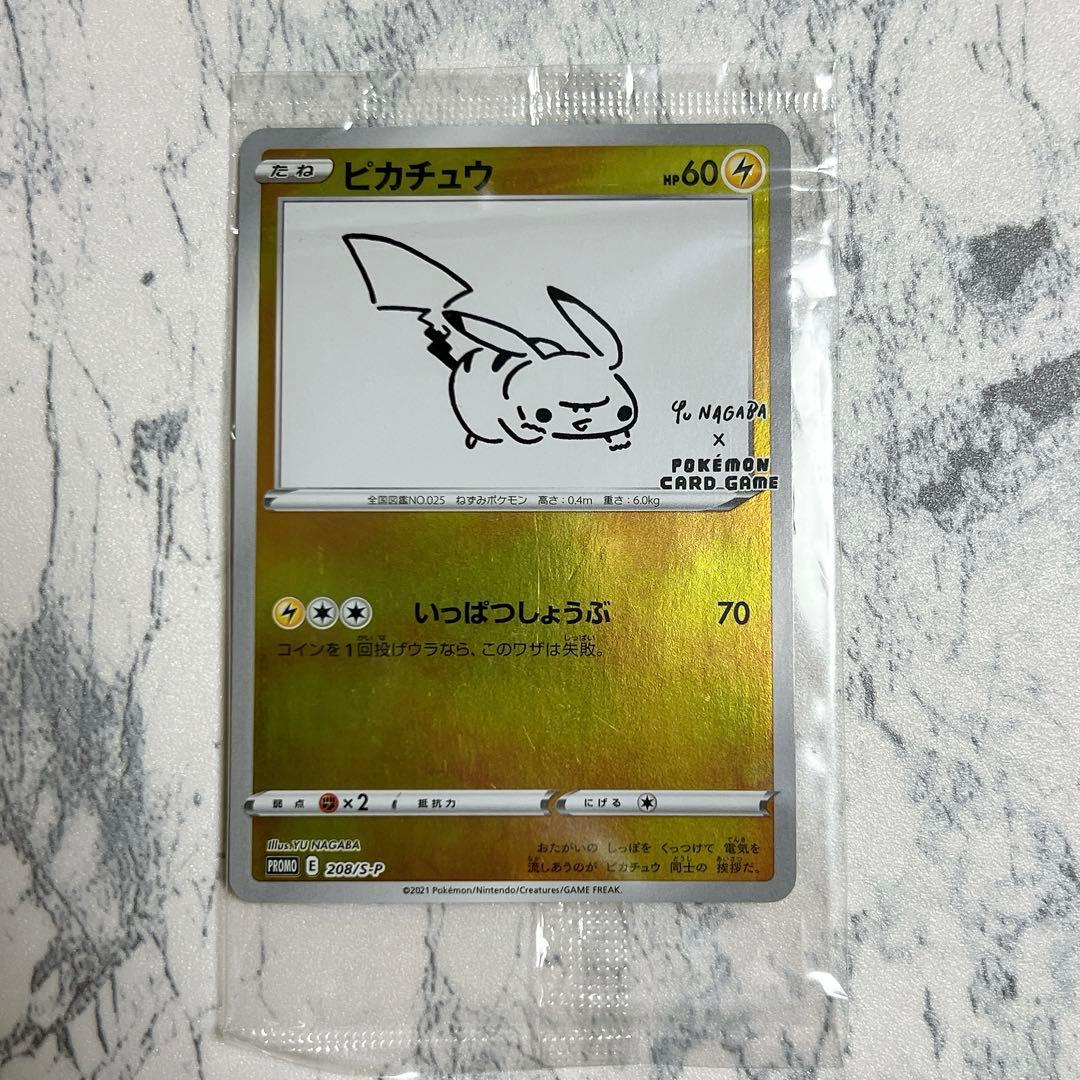 たね ピカチュウ HP60
Yu NAGABA
×
POKÉMON
CARD GAME
全国図鑑NO.025 ねずみポケモン 高さ:0.4m 重さ:6.0kg
いっぱつしょうぶ 70
コインを1回投げウラなら、このワザは失敗。
弱点 ×2 抵抗力 にげる
Illus.YU NAGABA
PROMO E 208/S-P
おたがいの しっぽを くっつけて 電気を
流しあうのが ピカチュウ 同士の 挨拶だ。
©2021 Pokémon/Nintendo/Creatures/GAME FREAK.